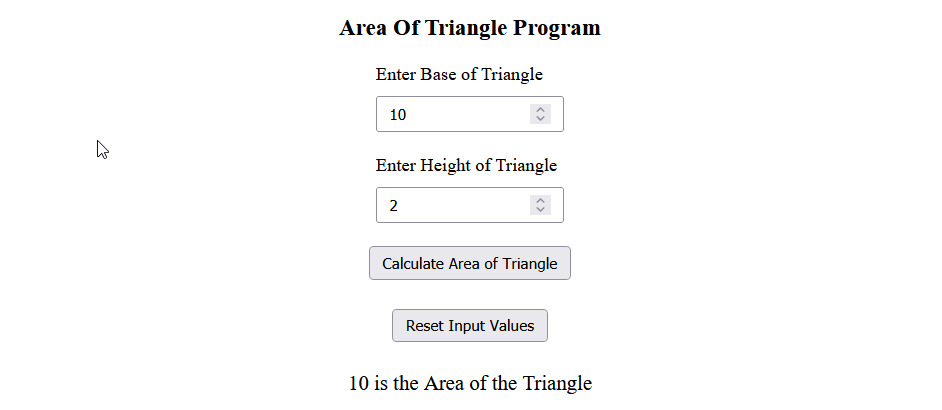 Area Of Triangle Program
Enter Base of Triangle
10
Enter Height of Triangle
2
Calculate Area of Triangle
Reset Input Values
10 is the Area of the Triangle